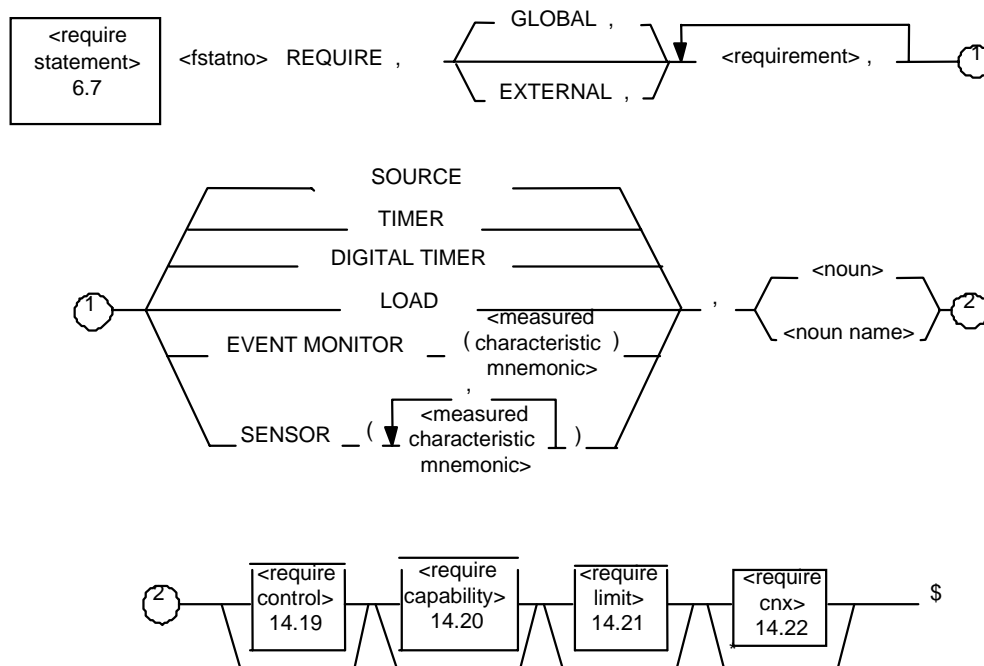 <require
statement>
6.7
<fstatno> REQUIRE ,
GLOBAL ,
EXTERNAL ,
<requirement> ,
1
1
SOURCE
TIMER
DIGITAL TIMER
LOAD
EVENT MONITOR ( <measured
characteristic
mnemonic> )
SENSOR ( ,
<measured
characteristic
mnemonic> )
,
<noun>
<noun name>
2
2
<require
control>
14.19
<require
capability>
14.20
<require
limit>
14.21
<require
cnx>
14.22
*
$